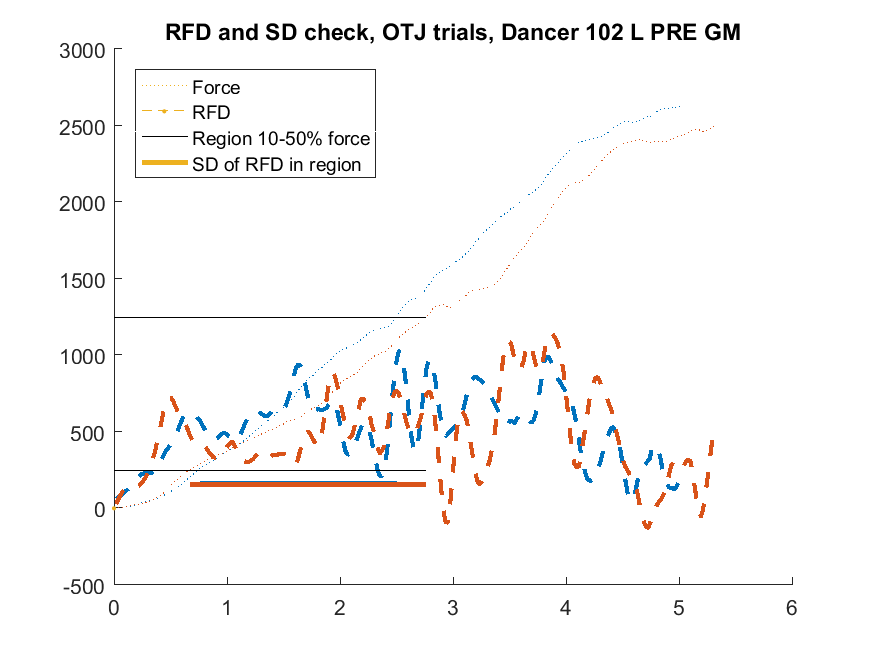 RFD and SD check, OTJ trials, Dancer 102 L PRE GM
3000
2500
2000
1500
1000
500
0
-500
Force
RFD
Region 10-50% force
SD of RFD in region
0 1 2 3 4 5 6